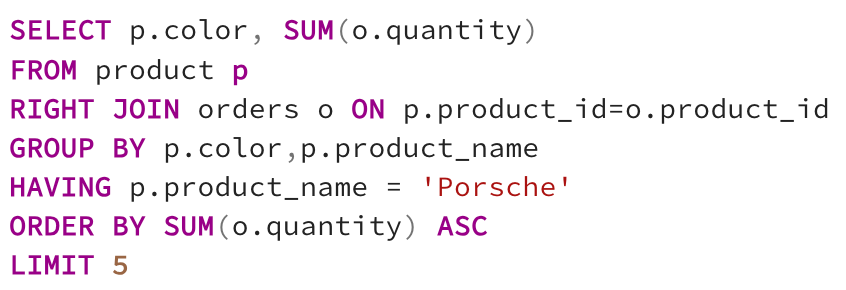 SELECT p.color, SUM(o.quantity)
FROM product p
RIGHT JOIN orders o ON p.product_id=o.product_id
GROUP BY p.color,p.product_name
HAVING p.product_name = 'Porsche'
ORDER BY SUM(o.quantity) ASC
LIMIT 5